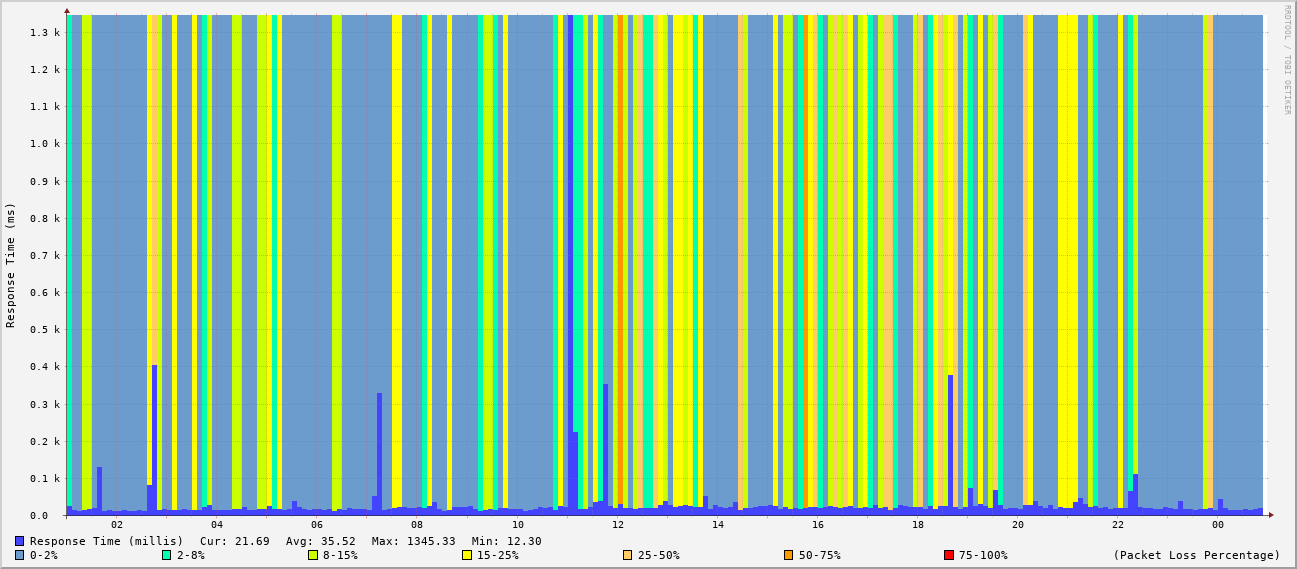 RRDTOOL / TOBI OETIKER
Response Time (ms)
1.3 k
1.2 k
1.1 k
1.0 k
0.9 k
0.8 k
0.7 k
0.6 k
0.5 k
0.4 k
0.3 k
0.2 k
0.1 k
0.0
02 04 06 08 10 12 14 16 18 20 22 00
Response Time (millis) Cur: 21.69 Avg: 35.52 Max: 1345.33 Min: 12.30
0-2% 2-8% 8-15% 15-25% 25-50% 50-75% 75-100% (Packet Loss Percentage)